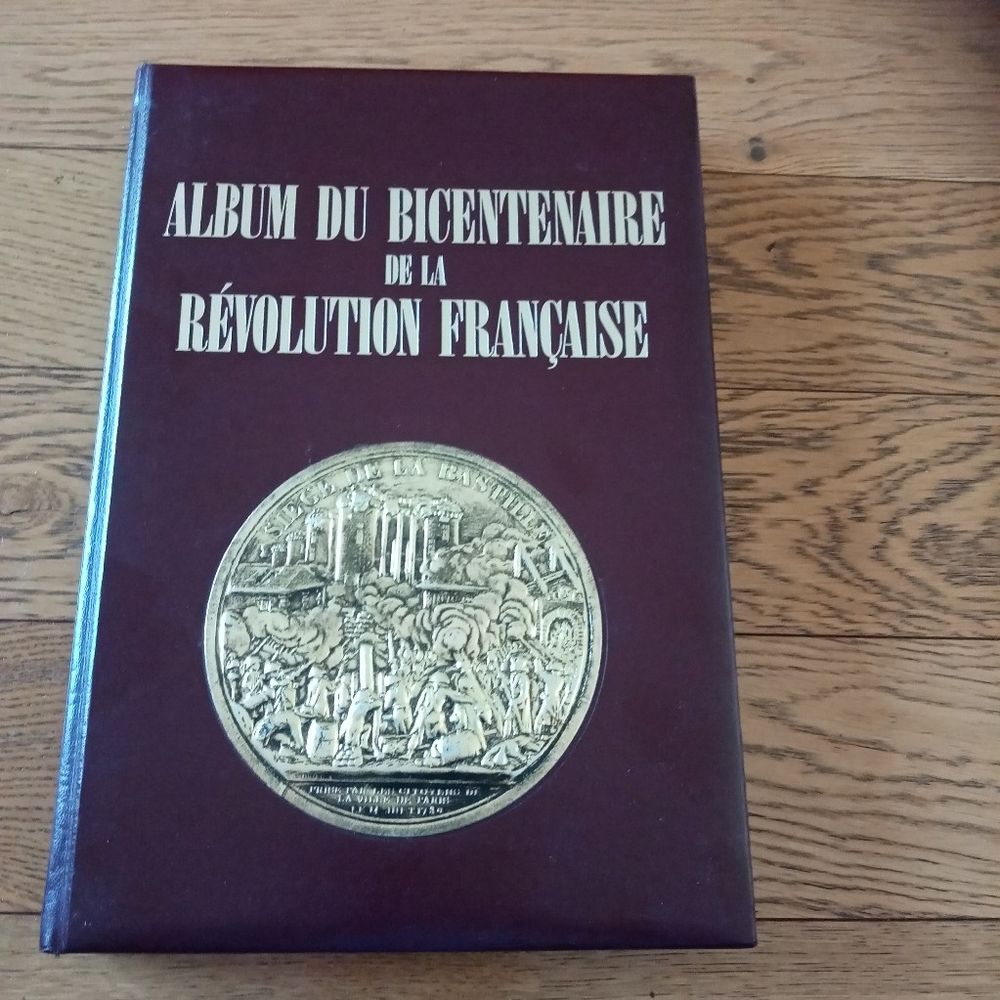 ALBUM DU BICENTENAIRE
DE LA
RÉVOLUTION FRANÇAISE
SIEGE DE LA BASTILLE
PRISE PAR LES CITOYENS DE
LA VILLE DE PARIS